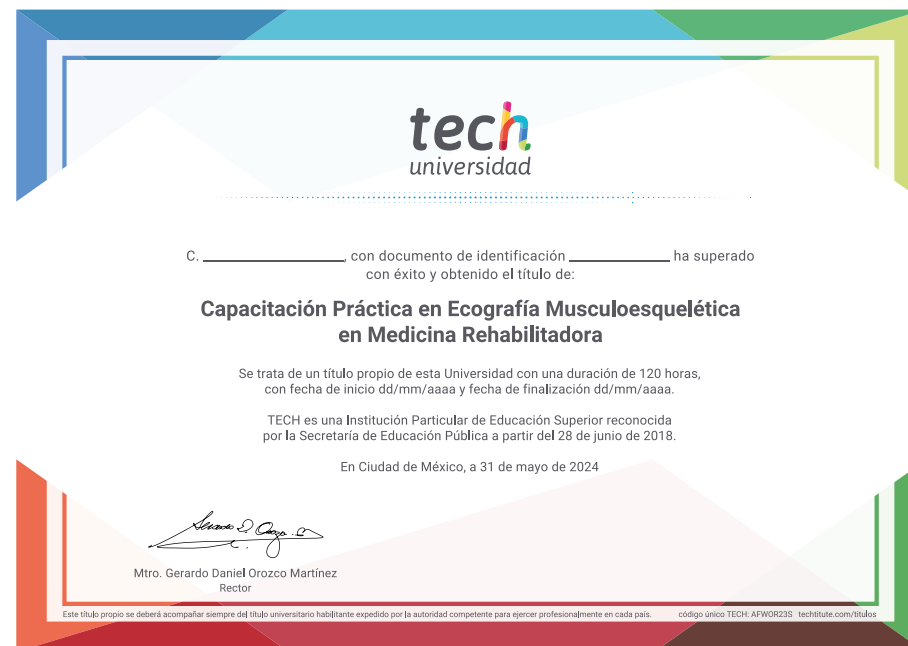 tech
universidad
C. ____________, con documento de identificación ____________ ha superado
con éxito y obtenido el título de:
Capacitación Práctica en Ecografía Musculoesquelética
en Medicina Rehabilitadora
Se trata de un título propio de esta Universidad con una duración de 120 horas,
con fecha de inicio dd/mm/aaaa y fecha de finalización dd/mm/aaaa.
TECH es una Institución Particular de Educación Superior reconocida
por la Secretaría de Educación Pública a partir del 28 de junio de 2018.
En Ciudad de México, a 31 de mayo de 2024
Mtro. Gerardo Daniel Orozco Martínez
Rector
Este título propio se deberá acompañar siempre del título universitario habilitante expedido por la autoridad competente para ejercer profesionalmente en cada país. código único TECH: AFWOR23S techtitute.com/titulos